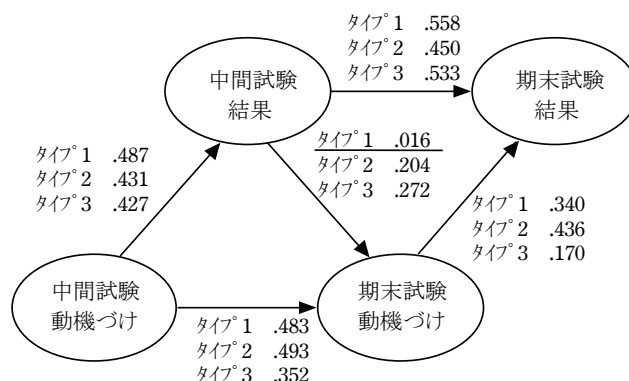 タイプ1 .558
タイプ2 .450
タイプ3 .533
中間試験
結果
期末試験
結果
タイプ1 .016
タイプ2 .204
タイプ3 .272
タイプ1 .487
タイプ2 .431
タイプ3 .427
タイプ1 .340
タイプ2 .436
タイプ3 .170
中間試験
動機づけ
期末試験
動機づけ
タイプ1 .483
タイプ2 .493
タイプ3 .352